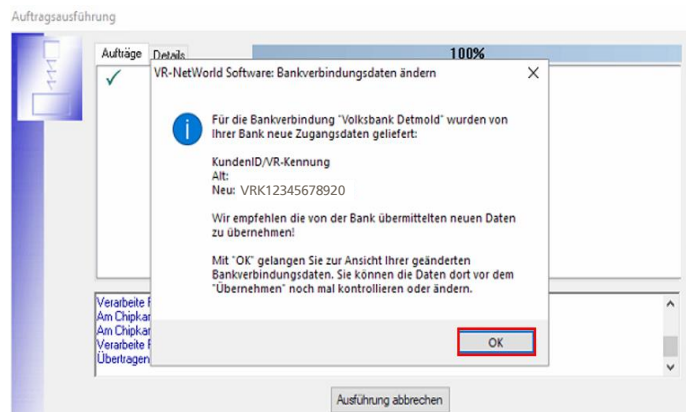 Auftragsausführung
Aufträge
Details
100%
VR-NetWorld Software: Bankverbindungsdaten ändern
Für die Bankverbindung "Volksbank Detmold" wurden von
Ihrer Bank neue Zugangsdaten geliefert:
KundenID/VR-Kennung
Alt:
Neu: VRK12345678920
Wir empfehlen die von der Bank übermittelten neuen Daten
zu übernehmen!
Mit "OK" gelangen Sie zur Ansicht Ihrer geänderten
Bankverbindungsdaten. Sie können die Daten dort vor dem
"Übernehmen" noch mal kontrollieren oder ändern.
OK
Verarbeite
Am Chipkar
Am Chipkar
Verarbeite
Übertragen
Ausführung abbrechen